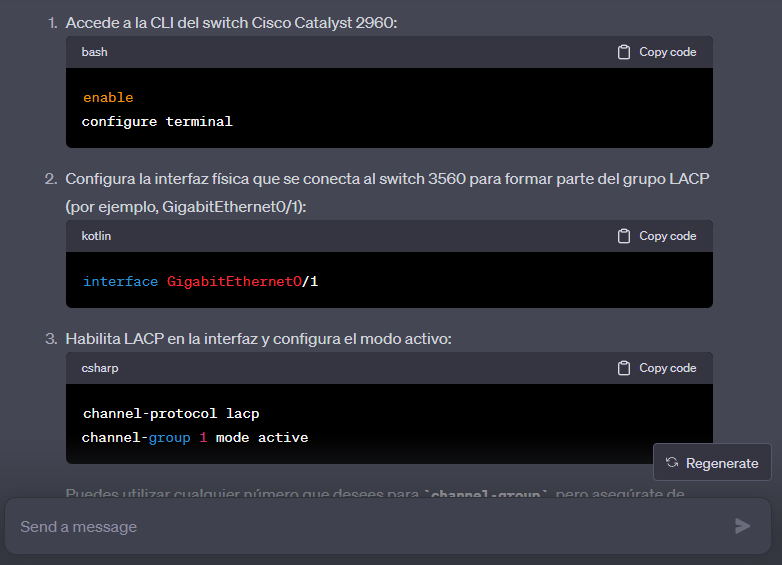 1. Accede a la CLI del switch Cisco Catalyst 2960:
bash Copy code
enable
configure terminal
2. Configura la interfaz física que se conecta al switch 3560 para formar parte del grupo LACP
(por ejemplo, GigabitEthernet0/1):
kotlin Copy code
interface GigabitEthernet0/1
3. Habilita LACP en la interfaz y configura el modo activo:
csharp Copy code
channel-protocol lacp
channel-group 1 mode active
Regenerate
Puedes utilizar cualquier número que desees para `channel-group`, pero asegúrate de
Send a message